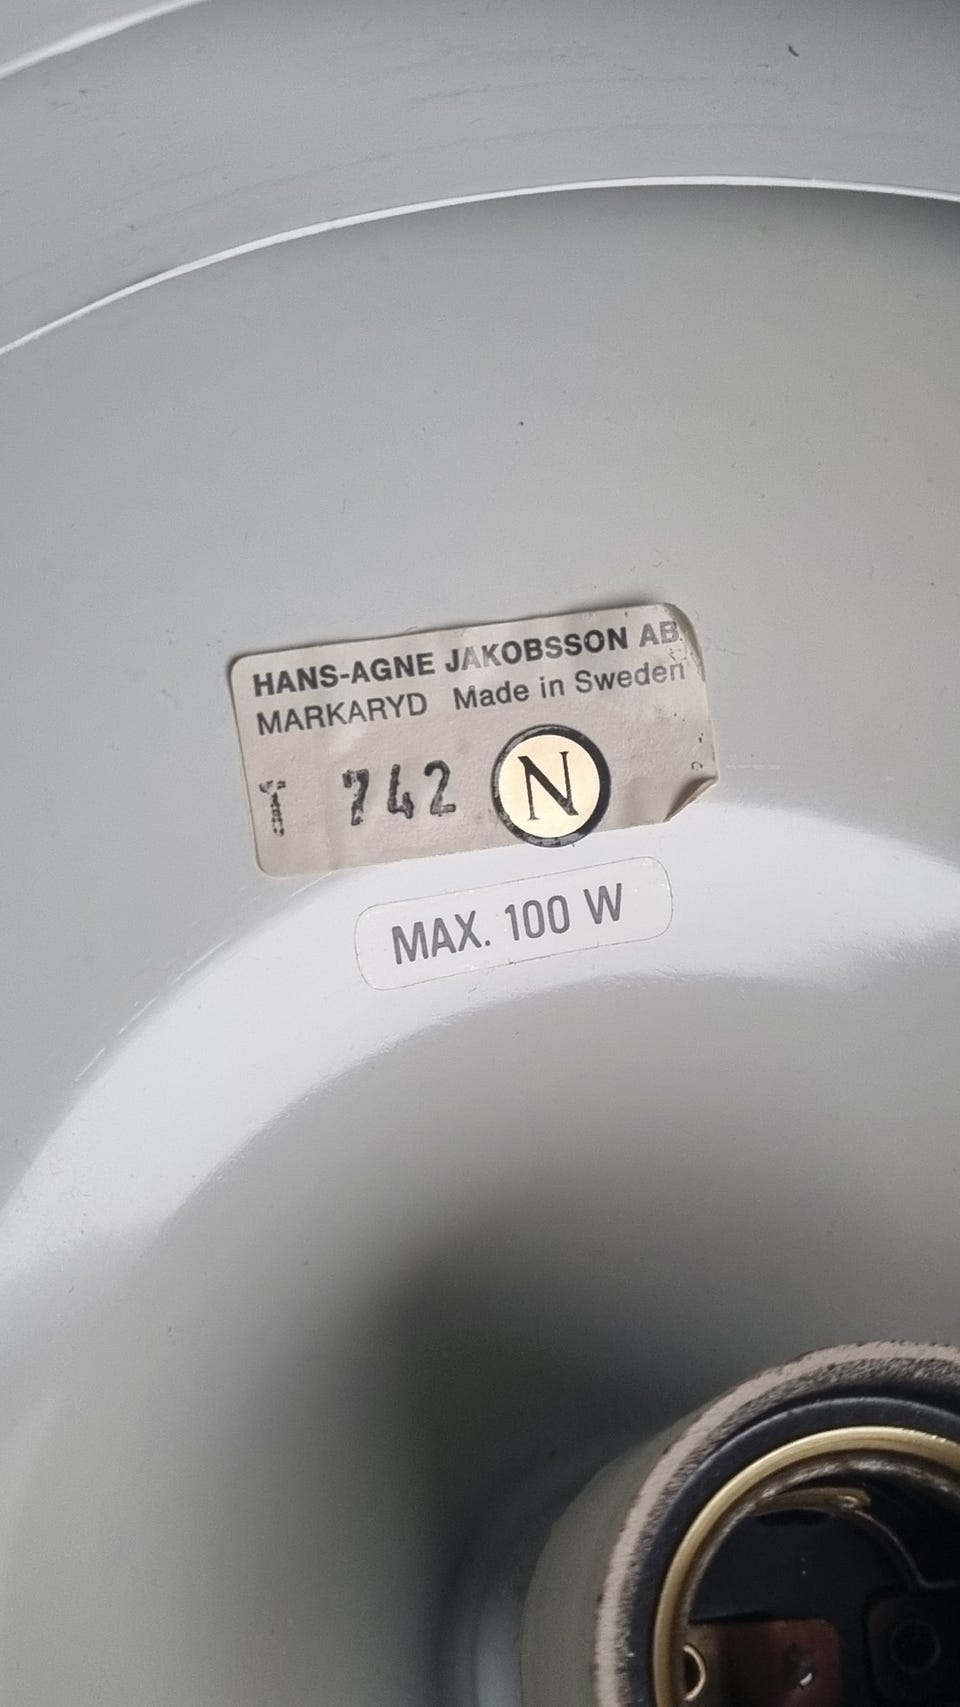 HANS-AGNE JAKOBSSON AB
MARKARYD Made in Sweden
T 742 N
MAX. 100 W